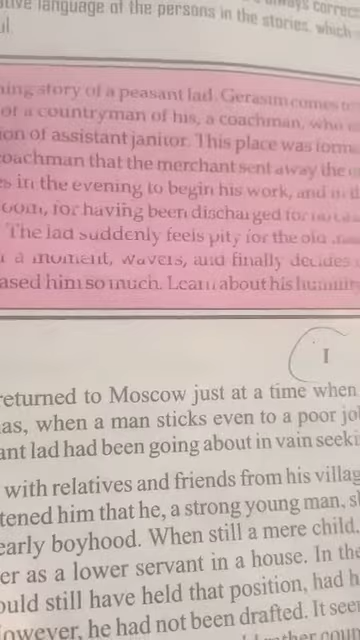 language of the persons in the stories, which
ing story of a peasant lad. Gerasim comes
of a countryman of his, a coachman, who
ion of assistant janitor. This place was
oachman that the merchant sent away the
s in the evening to begin his work, and in
oom, for having been discharged for
The lad suddenly feels pity for the old
a moment, wavers, and finally decides
ased him so much. Learn about his
I
returned to Moscow just at a time when
as, when a man sticks even to a poor jo
ant lad had been going about in vain seeki
with relatives and friends from his villag
tened him that he, a strong young man, s
early boyhood. When still a mere child.
er as a lower servant in a house. In the
ould still have held that position, had h
owever, he had not been drafted. It see